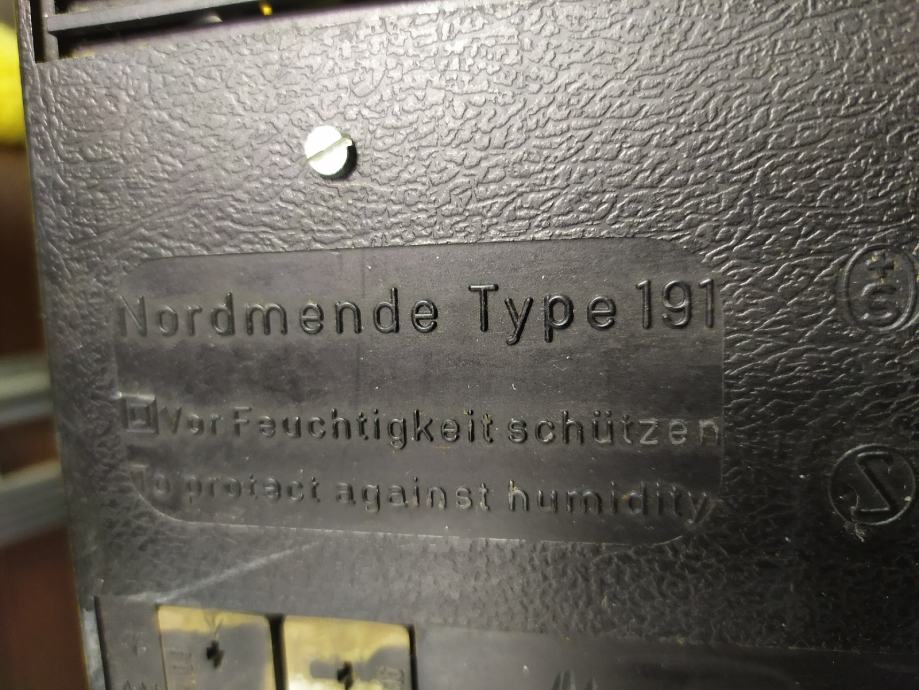 Nordmende Type 191
Vor Feuchtigkeit schützen
To protect against humidity